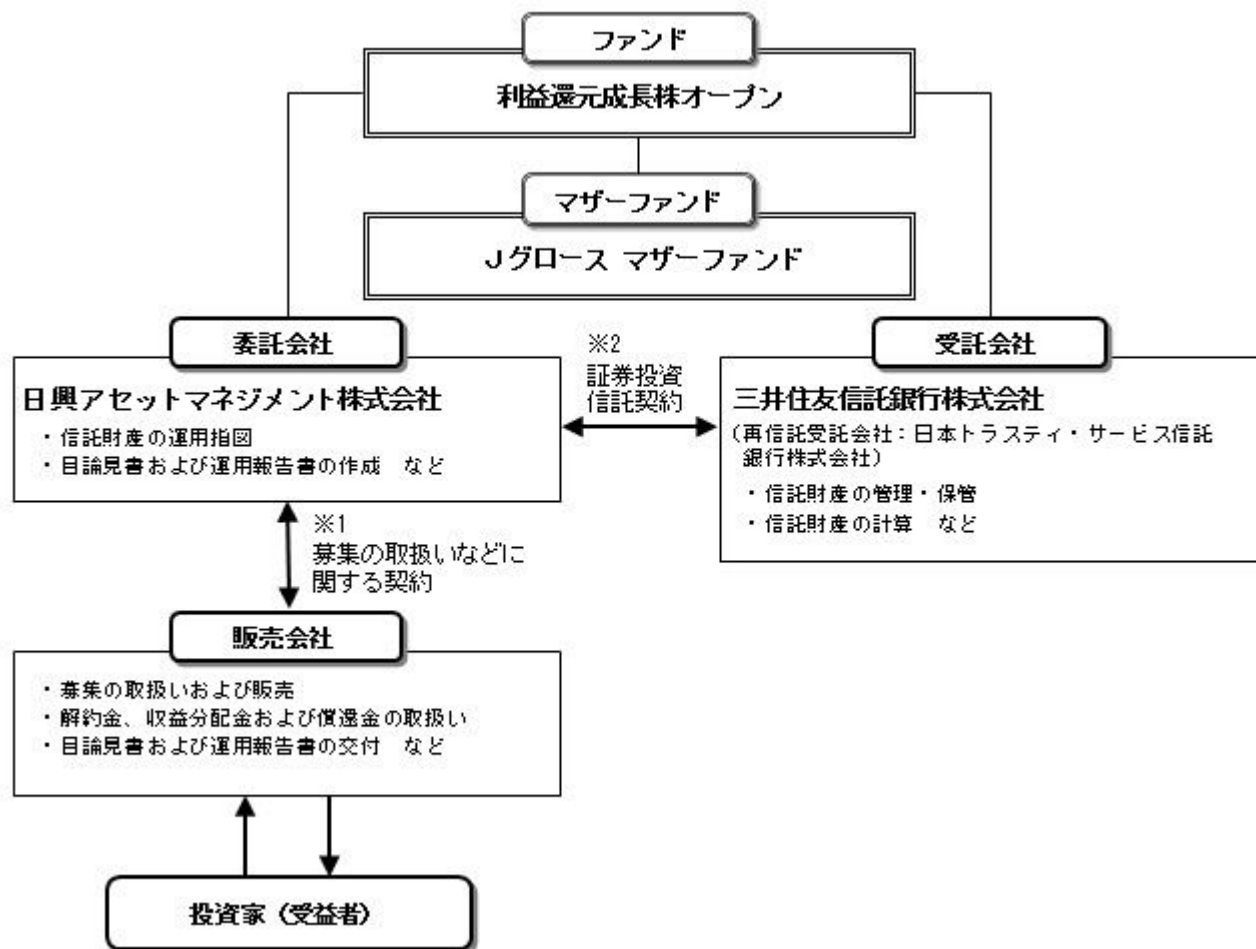 ファンド
利益還元成長株オープン
マザーファンド
Jグロース マザーファンド
委託会社
日興アセットマネジメント株式会社
・信託財産の運用指図
・目論見書および運用報告書の作成 など
※2
証券投資
信託契約
受託会社
三井住友信託銀行株式会社
(再信託受託会社：日本トラスティ・サービス信託
銀行株式会社)
・信託財産の管理・保管
・信託財産の計算 など
※1
募集の取扱いなどに
関する契約
販売会社
・募集の取扱いおよび販売
・解約金、収益分配金および償還金の取扱い
・目論見書および運用報告書の交付 など
投資家（受益者）